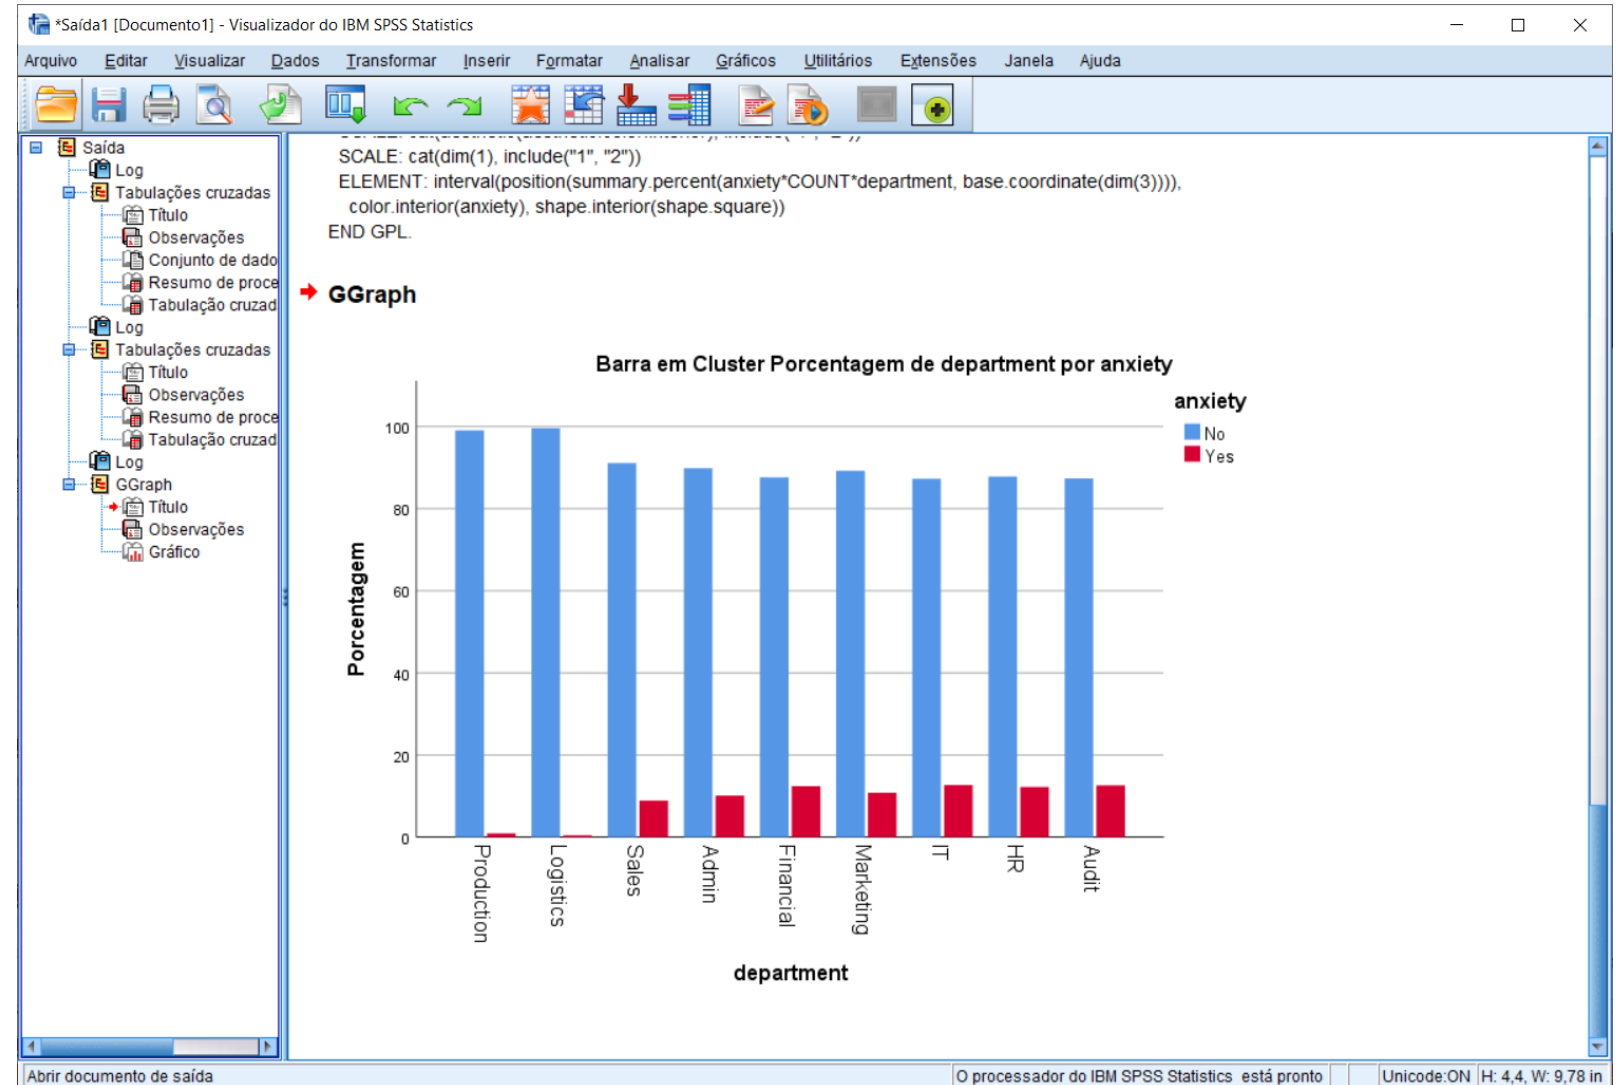 *Saída1 [Documento1] - Visualizador do IBM SPSS Statistics
Arquivo Editar Visualizar Dados Transformar Inserir Formatar Analisar Gráficos Utilitários Extensões Janela Ajuda
Saída
Log
Tabulações cruzadas
Título
Observações
Conjunto de dado
Resumo de proce
Tabulação cruzad
Log
Tabulações cruzadas
Título
Observações
Resumo de proce
Tabulação cruzad
Log
GGraph
Título
Observações
Gráfico
SCALE: cat(dim(1), include("1", "2"))
ELEMENT: interval(position(summary.percent(anxiety*COUNT*department, base.coordinate(dim(3)))),
color.interior(anxiety), shape.interior(shape.square))
END GPL.
GGraph
Barra em Cluster Porcentagem de department por anxiety
anxiety
No
Yes
Porcentagem
100
80
60
40
20
0
Production
Logistics
Sales
Admin
Financial
Marketing
IT
HR
Audit
department
Abrir documento de saída
O processador do IBM SPSS Statistics está pronto
Unicode:ON
H: 4,4, W: 9,78 in